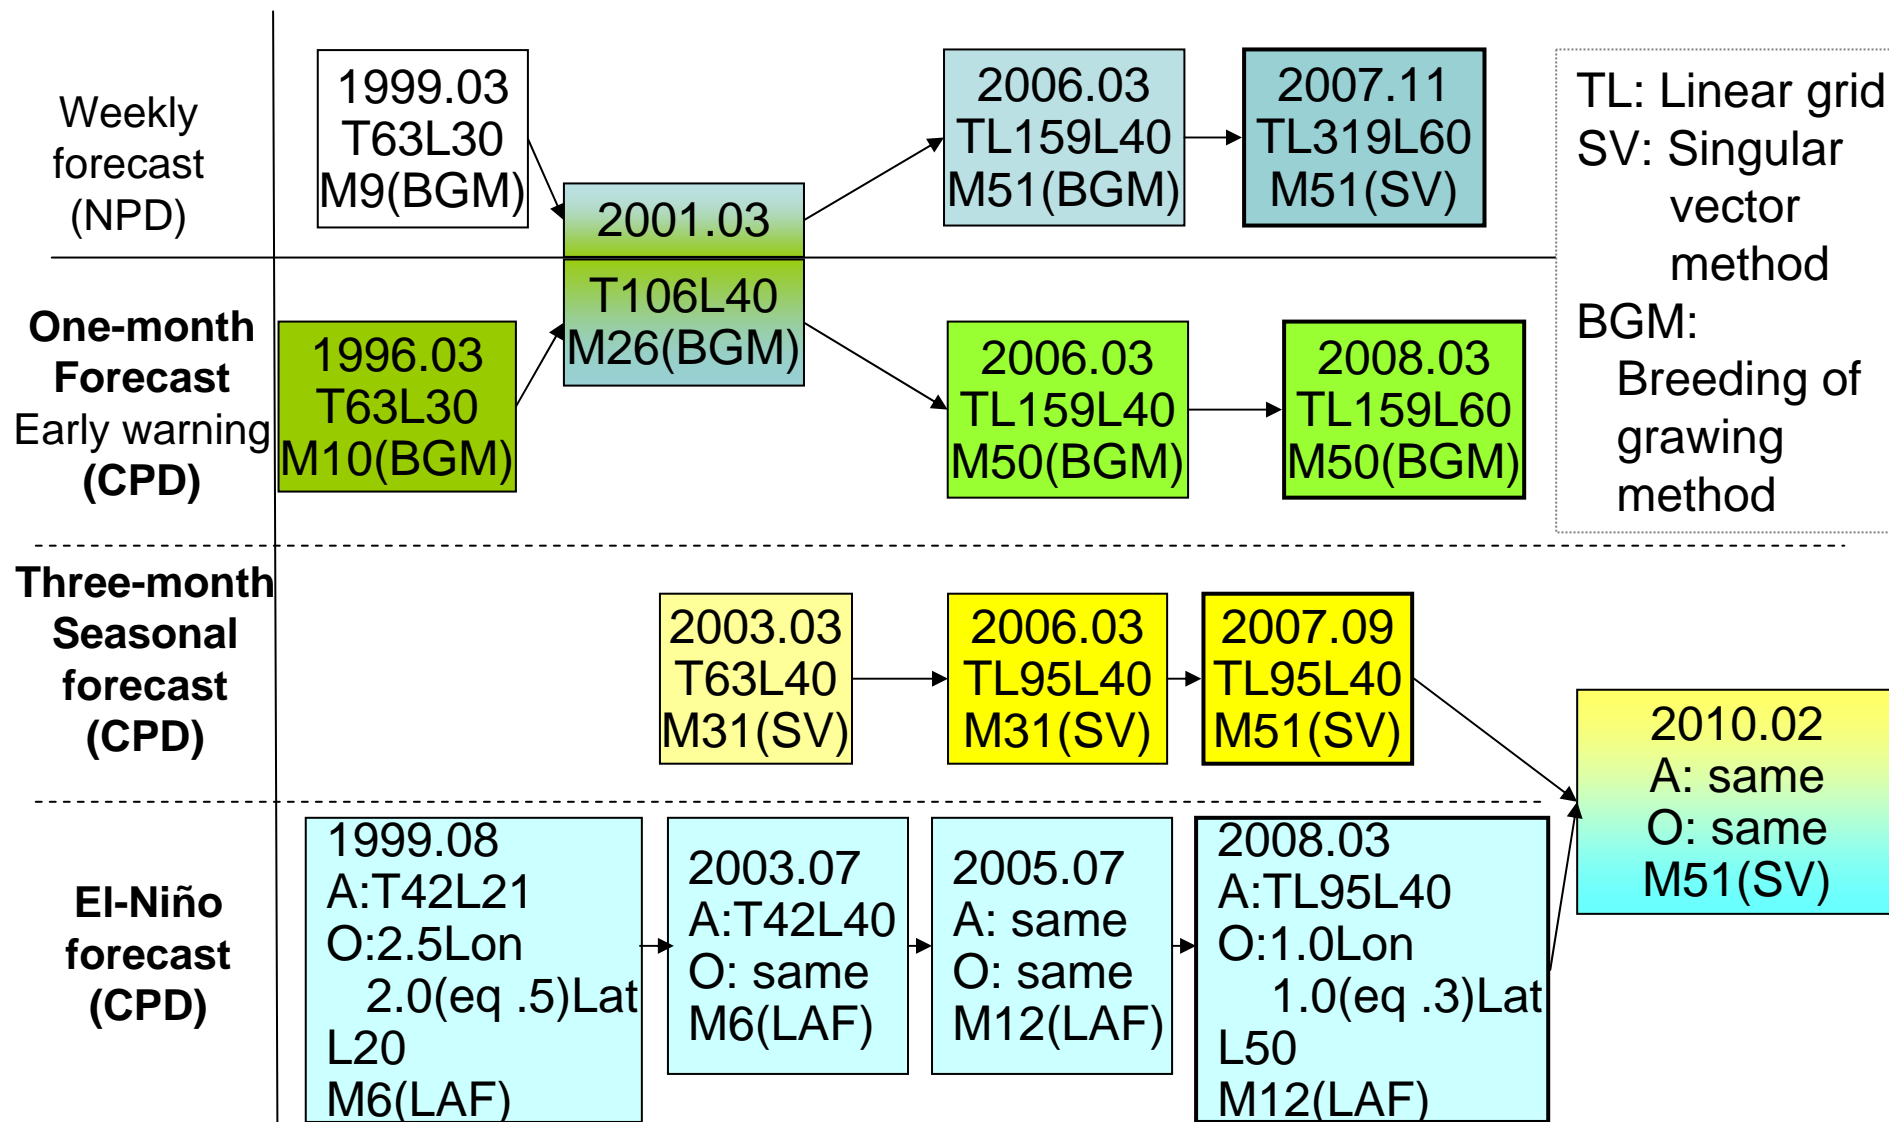 Weekly
forecast
(NPD)
1999.03
T63L30
M9(BGM)
2001.03
T106L40
M26(BGM)
2006.03
TL159L40
M51(BGM)
2007.11
TL319L60
M51(SV)
TL: Linear grid
SV: Singular
vector
method
BGM:
Breeding of
grawing
method
One-month
Forecast
Early warning
(CPD)
1996.03
T63L30
M10(BGM)
2006.03
TL159L40
M50(BGM)
2008.03
TL159L60
M50(BGM)
Three-month
Seasonal
forecast
(CPD)
2003.03
T63L40
M31(SV)
2006.03
TL95L40
M31(SV)
2007.09
TL95L40
M51(SV)
2010.02
A: same
O: same
M51(SV)
El-Niño
forecast
(CPD)
1999.08
A:T42L21
O:2.5Lon
2.0(eq .5)Lat
L20
M6(LAF)
2003.07
A:T42L40
O: same
M6(LAF)
2005.07
A: same
O: same
M12(LAF)
2008.03
A:TL95L40
O:1.0Lon
1.0(eq .3)Lat
L50
M12(LAF)